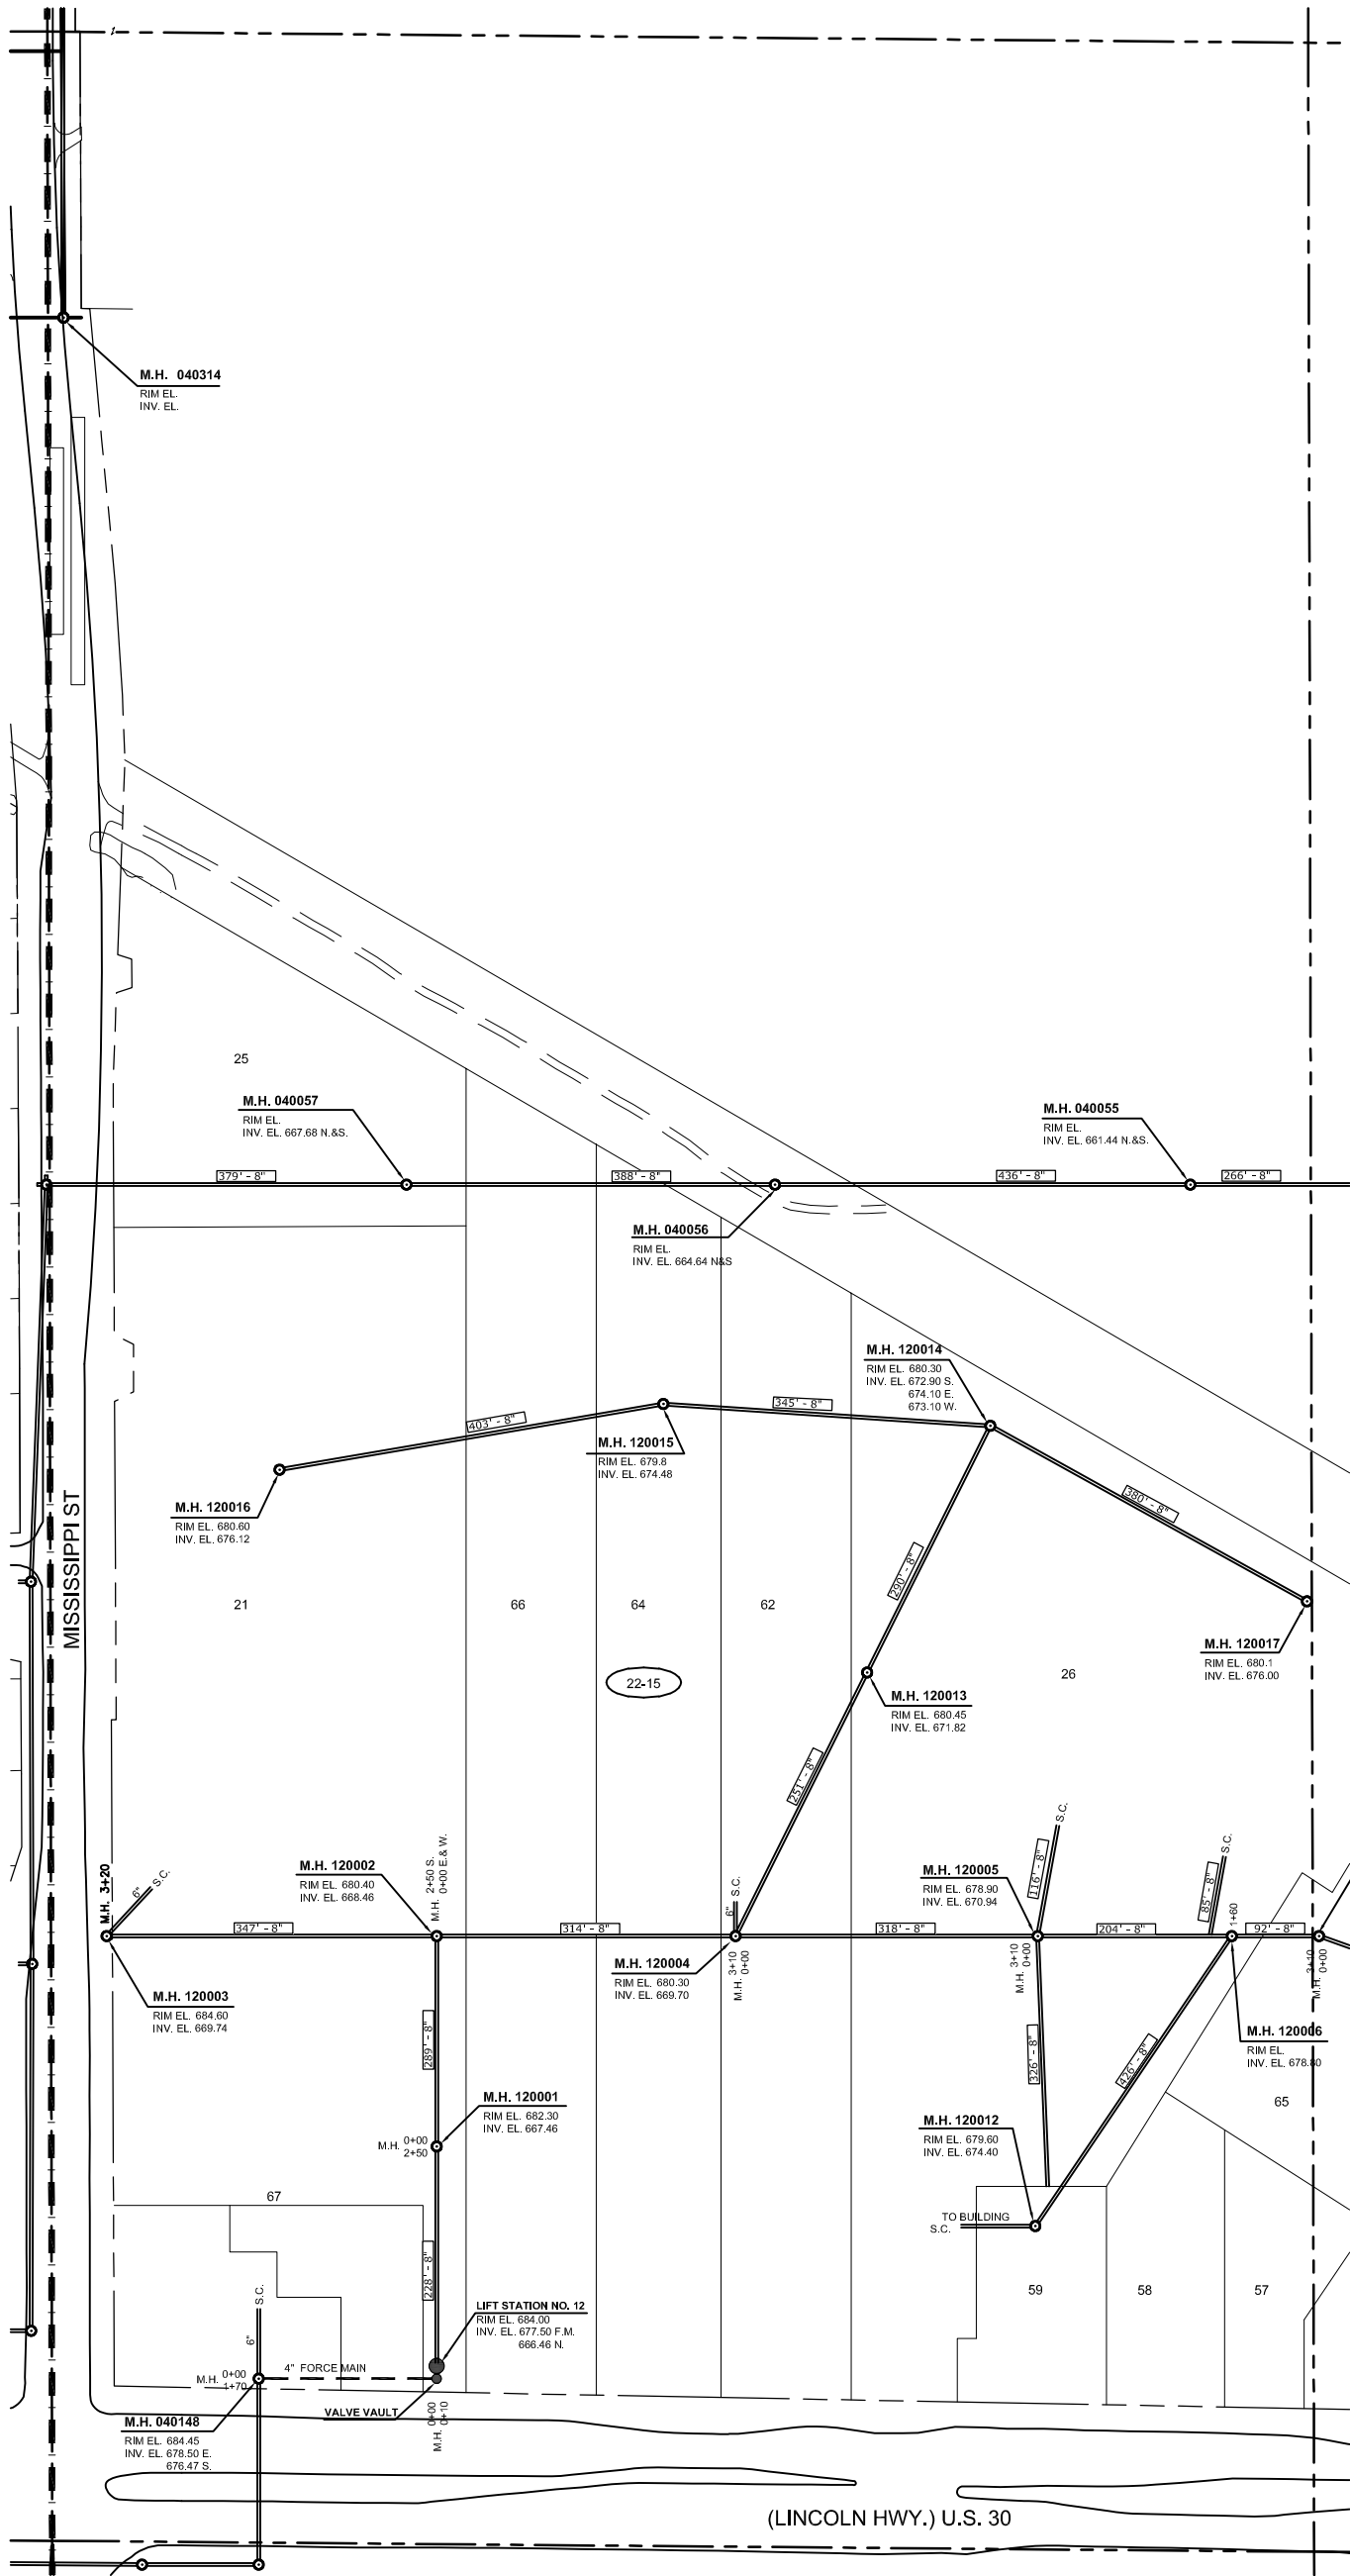 M.H. 040314
RIM EL.
INV. EL.
25
M.H. 040057
RIM EL.
INV. EL. 667.68 N.&S.
M.H. 040055
RIM EL.
INV. EL. 661.44 N.&S.
379' - 8"
388' - 8"
436' - 8"
266' - 8"
M.H. 040056
RIM EL.
INV. EL. 664.64 N&S
M.H. 120014
RIM EL. 680.30
INV. EL. 672.90 S.
674.10 E.
673.10 W.
403' - 8"
345' - 8"
M.H. 120015
RIM EL. 679.8
INV. EL. 674.48
M.H. 120016
RIM EL. 680.60
INV. EL. 676.12
380' - 8"
290' - 8"
MISSISSIPPI ST
21
66
64
62
26
22-15
M.H. 120017
RIM EL. 680.1
INV. EL. 676.00
M.H. 120013
RIM EL. 680.45
INV. EL. 671.82
251' - 8"
M.H. 3+20
6"
S.C.
M.H. 120002
RIM EL. 680.40
INV. EL. 668.46
M.H. 2+50 S.
0+00 E.& W.
6" S.C.
M.H. 120005
RIM EL. 678.90
INV. EL. 670.94
116' - 8"
S.C.
85' - 8"
S.C.
1+60
347' - 8"
314' - 8"
318' - 8"
204' - 8"
92' - 8"
M.H. 120004
RIM EL. 680.30
INV. EL. 669.70
M.H. 3+10
0+00
M.H. 3+10
0+00
M.H. 3+10
0+00
M.H. 120003
RIM EL. 684.60
INV. EL. 669.74
289' - 8"
326' - 8"
426' - 8"
M.H. 120006
RIM EL.
INV. EL. 678.80
65
M.H. 120001
RIM EL. 682.30
INV. EL. 667.46
M.H. 0+00
2+50
M.H. 120012
RIM EL. 679.60
INV. EL. 674.40
67
TO BUILDING
S.C.
228' - 8"
59
58
57
S.C.
6"
LIFT STATION NO. 12
RIM EL. 684.00
INV. EL. 677.50 F.M.
666.46 N.
4" FORCE MAIN
M.H. 0+00
1+70
VALVE VAULT
M.H. 0+00
0+10
M.H. 040148
RIM EL. 684.45
INV. EL. 678.50 E.
676.47 S.
(LINCOLN HWY.) U.S. 30